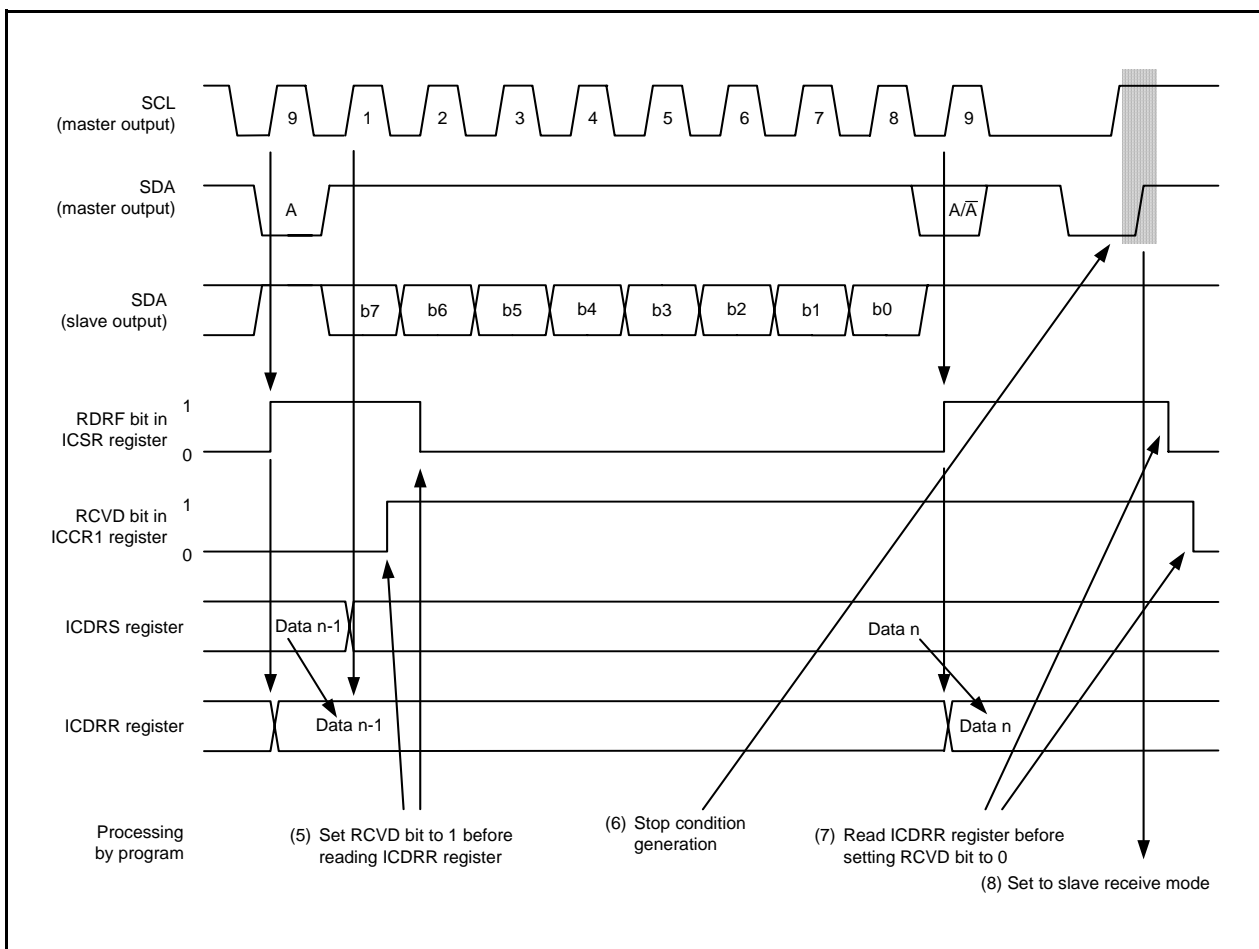 SCL
(master output)
9 1 2 3 4 5 6 7 8 9
SDA
(master output)
A A/A̅
SDA
(slave output)
b7 b6 b5 b4 b3 b2 b1 b0
1
RDRF bit in
ICSR register
0
1
RCVD bit in
ICCR1 register
0
ICDRS register
Data n-1
Data n
ICDRR register
Data n-1
Data n
Processing
by program
(5) Set RCVD bit to 1 before
reading ICDRR register
(6) Stop condition
generation
(7) Read ICDRR register before
setting RCVD bit to 0
(8) Set to slave receive mode